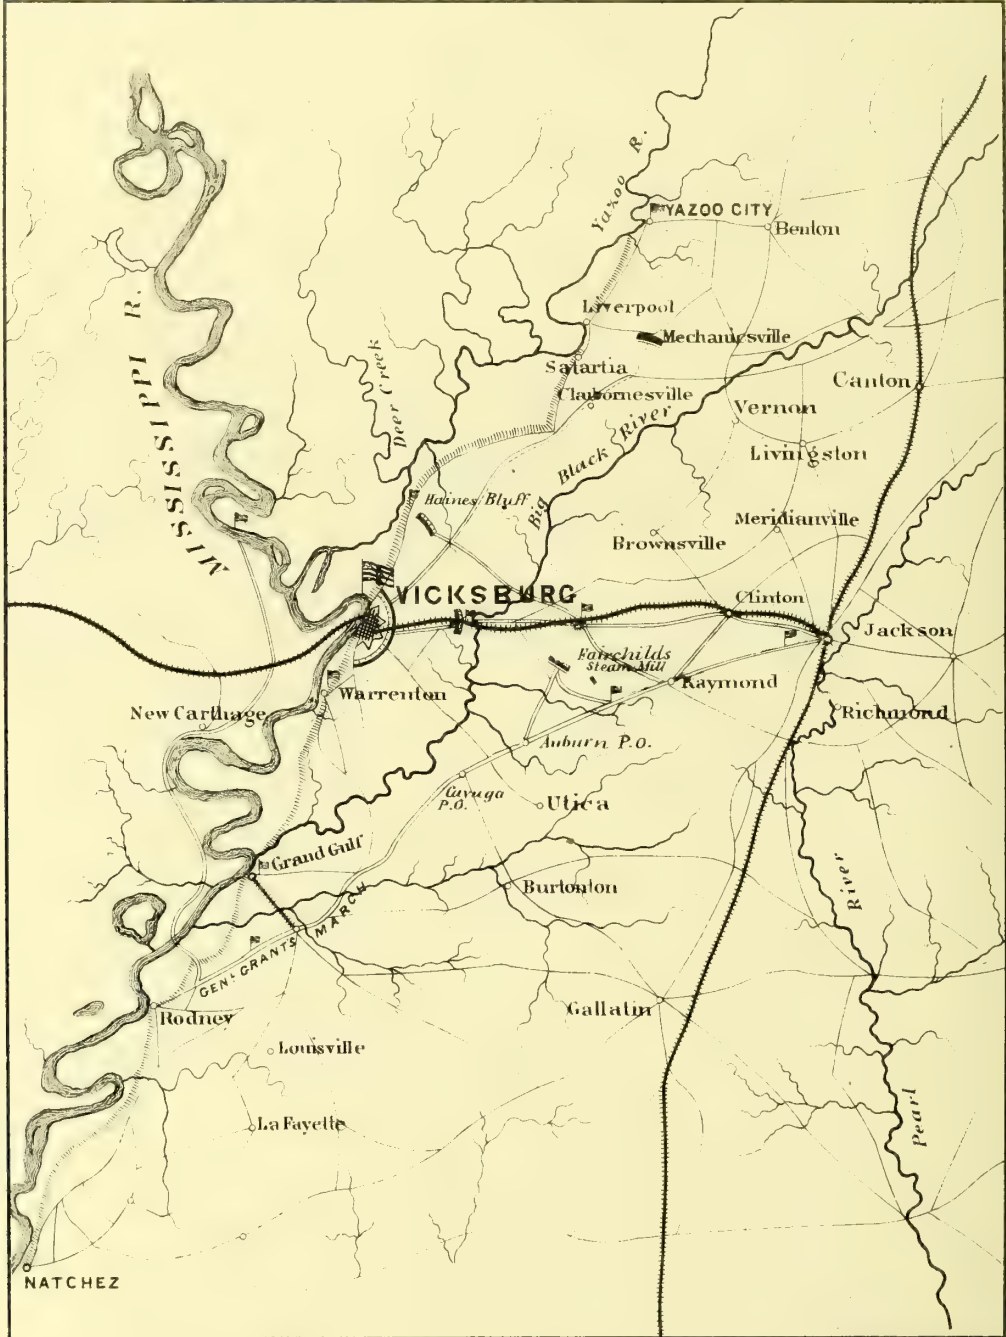 Yazoo R.
YAZOO CITY
Benton
MISSISSIPPI R.
Liverpool
Mechanicsville
Satartia
Deer Creek
Canton
Claibornesville
Vernon
Big Black River
Livingston
Haines Bluff
Meridianville
Brownsville
VICKSBURG
Clinton
Jackson
Fairchilds
Steam Mill
Raymond
Warrenton
New Carthage
Richmond
Auburn P.O.
Cayuga
P.O.
Utica
Grand Gulf
Burtonton
River
GENL GRANTS MARCH
Gallatin
Rodney
Louisville
La Fayette
Pearl
NATCHEZ